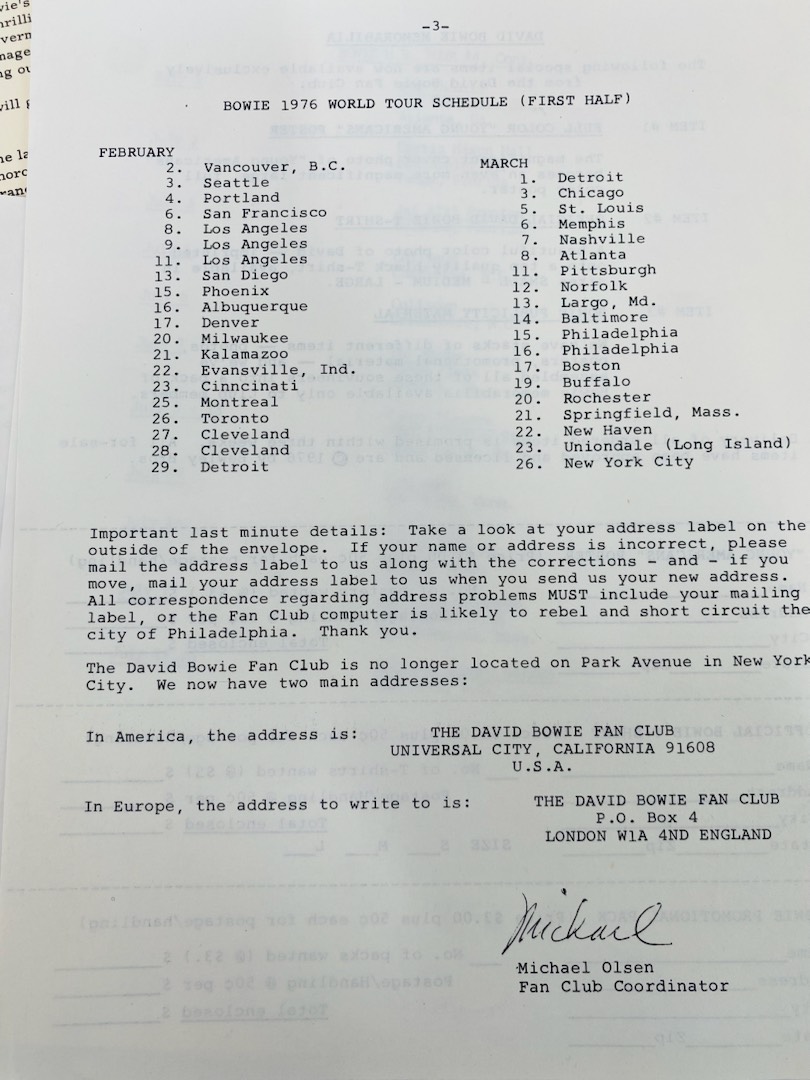 -3-
BOWIE 1976 WORLD TOUR SCHEDULE (FIRST HALF)
FEBRUARY
2. Vancouver, B.C.
3. Seattle
4. Portland
6. San Francisco
8. Los Angeles
9. Los Angeles
11. Los Angeles
13. San Diego
15. Phoenix
16. Albuquerque
17. Denver
20. Milwaukee
21. Kalamazoo
22. Evansville, Ind.
23. Cinncinati
25. Montreal
26. Toronto
27. Cleveland
28. Cleveland
29. Detroit
MARCH
1. Detroit
3. Chicago
5. St. Louis
6. Memphis
7. Nashville
8. Atlanta
11. Pittsburgh
12. Norfolk
13. Largo, Md.
14. Baltimore
15. Philadelphia
16. Philadelphia
17. Boston
19. Buffalo
20. Rochester
21. Springfield, Mass.
22. New Haven
23. Uniondale (Long Island)
26. New York City
Important last minute details: Take a look at your address label on the
outside of the envelope. If your name or address is incorrect, please
mail the address label to us along with the corrections - and - if you
move, mail your address label to us when you send us your new address.
All correspondence regarding address problems MUST include your mailing
label, or the Fan Club computer is likely to rebel and short circuit the
city of Philadelphia. Thank you.
The David Bowie Fan Club is no longer located on Park Avenue in New York
City. We now have two main addresses:
In America, the address is: THE DAVID BOWIE FAN CLUB
UNIVERSAL CITY, CALIFORNIA 91608
U.S.A.
In Europe, the address to write to is: THE DAVID BOWIE FAN CLUB
P.O. Box 4
LONDON W1A 4ND ENGLAND
Michael
Michael Olsen
Fan Club Coordinator